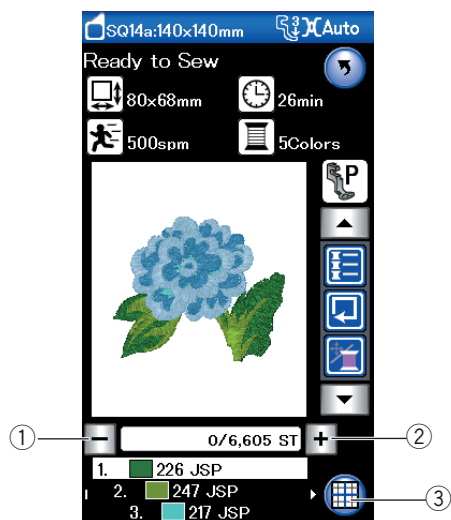 SQ14a:140x140mm Auto
Ready to Sew
80x68mm 26min
500spm 5Colors
P
① − 0/6,605 ST + ②
1. 226 JSP
2. 247 JSP
3. 217 JSP
③